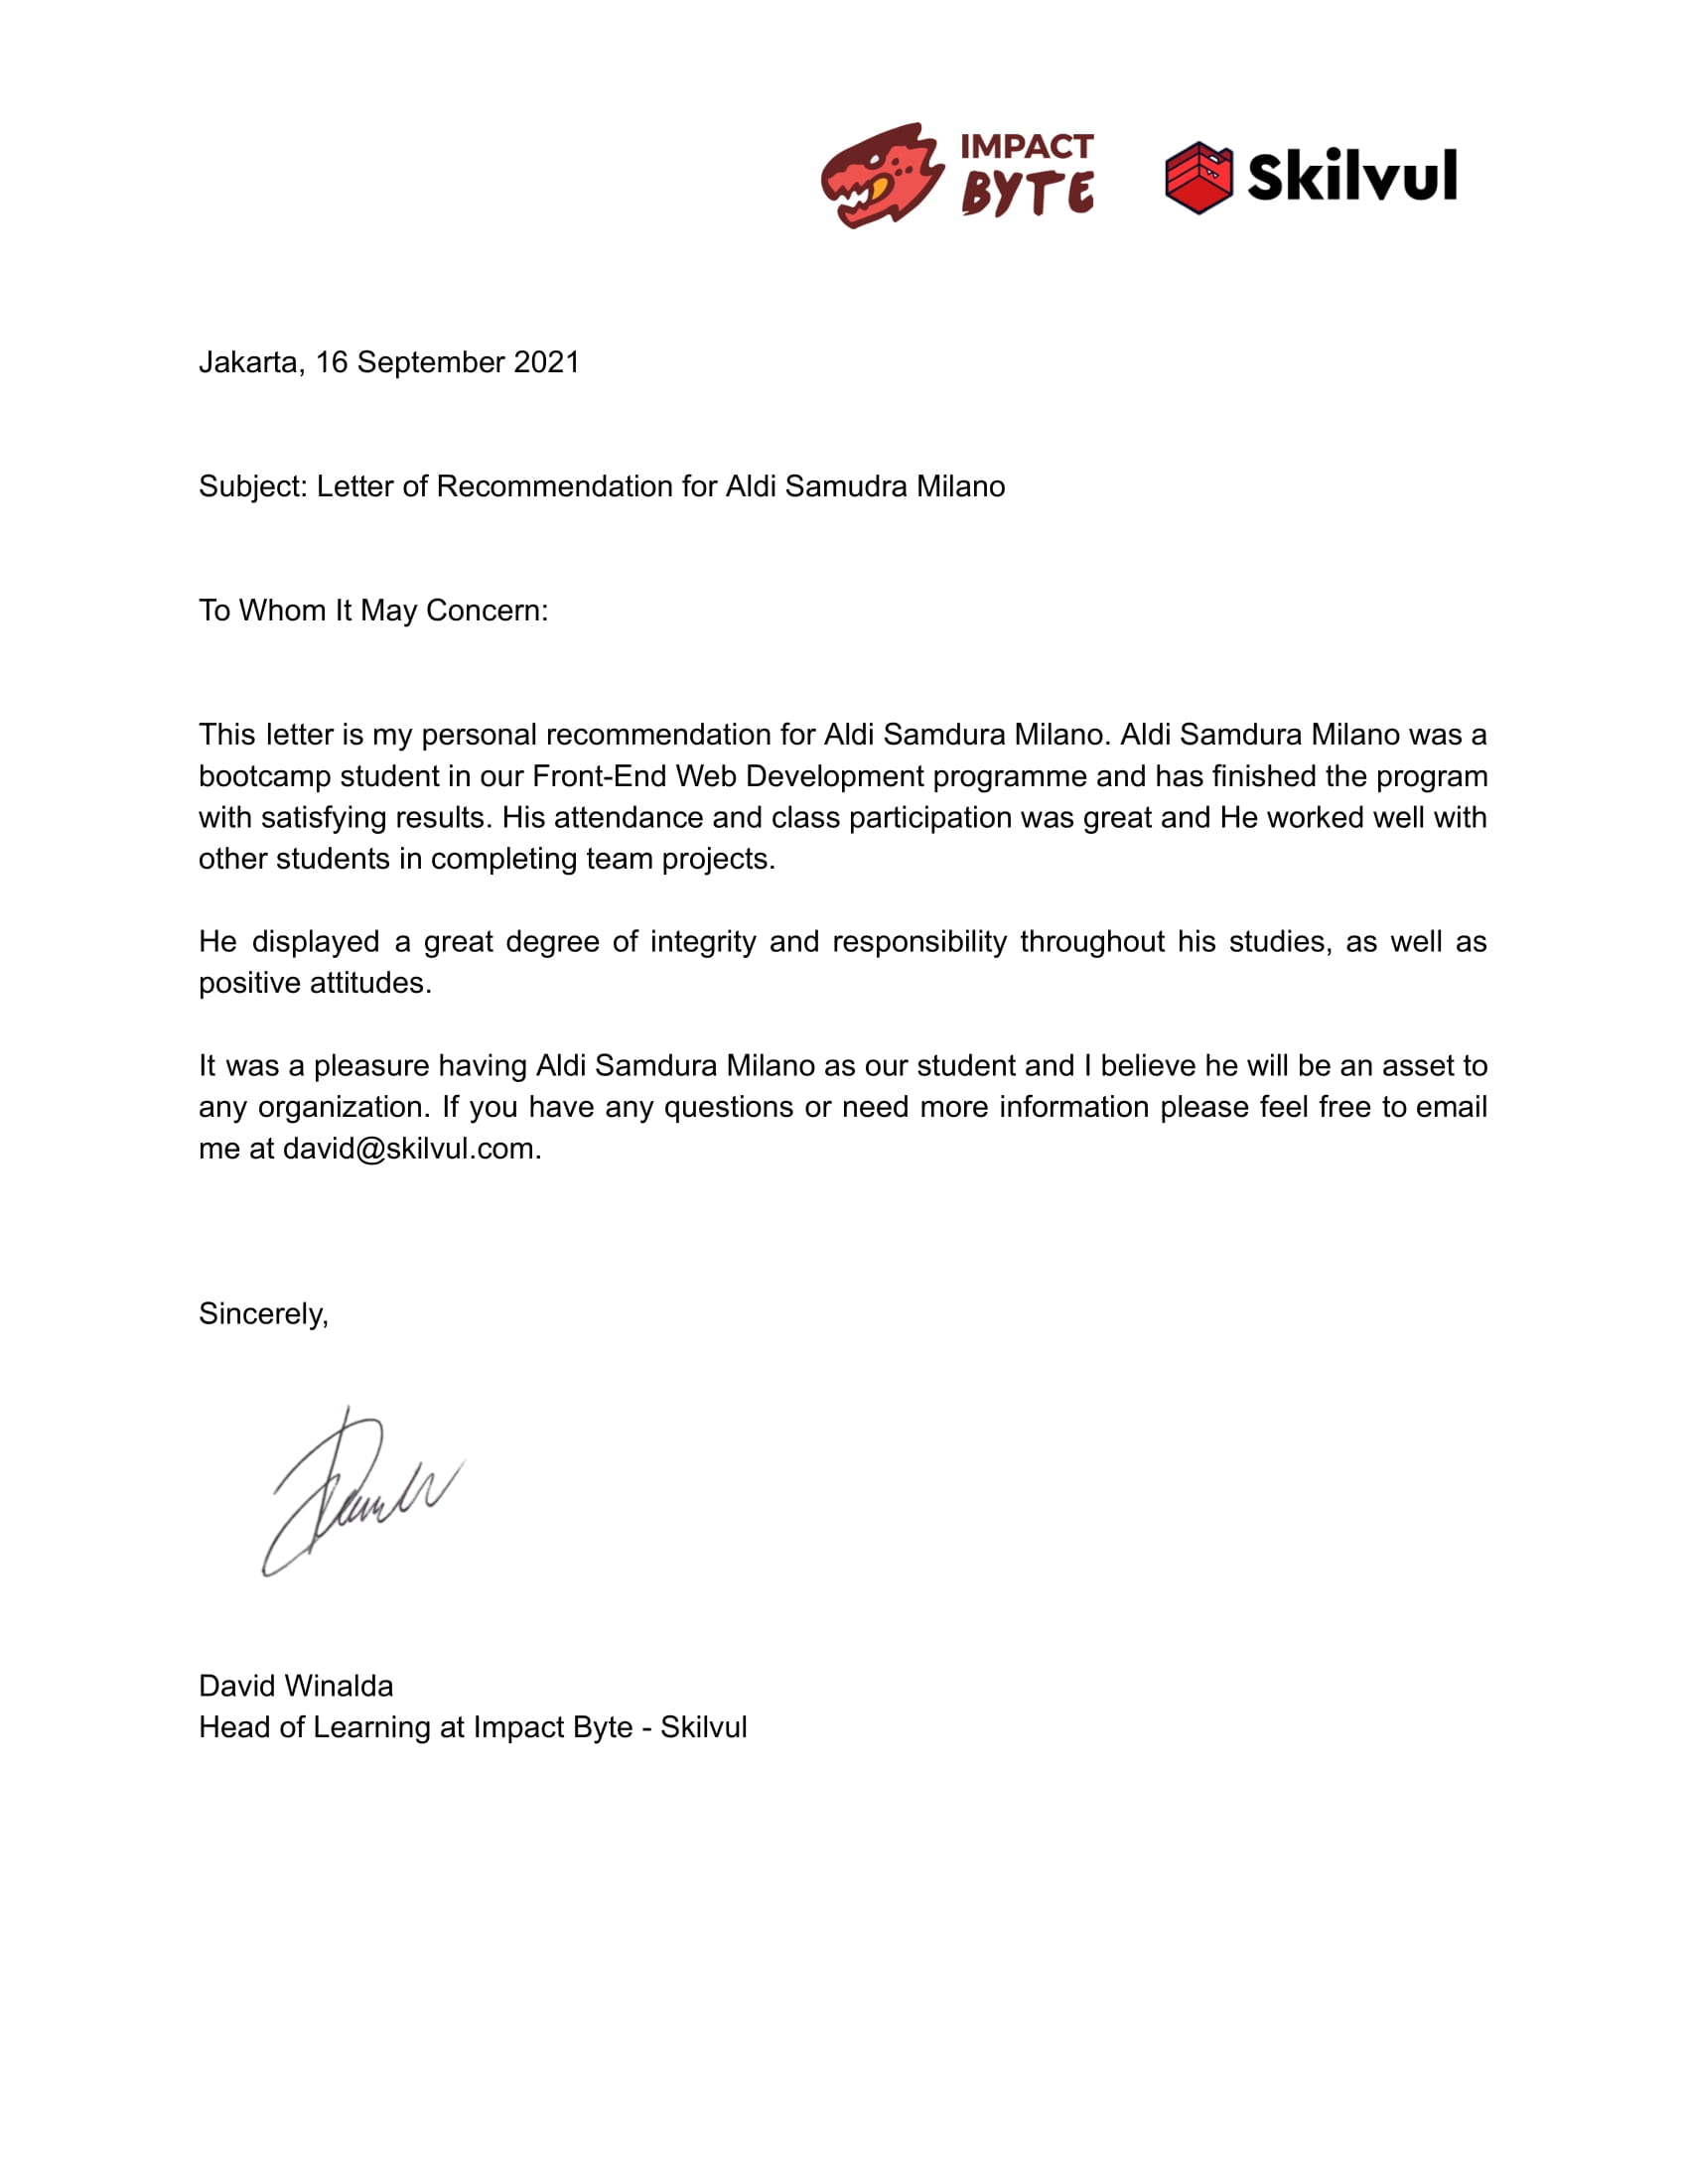 IMPACT
BYTE
Skilvul
Jakarta, 16 September 2021
Subject: Letter of Recommendation for Aldi Samudra Milano
To Whom It May Concern:
This letter is my personal recommendation for Aldi Samdura Milano. Aldi Samdura Milano was a
bootcamp student in our Front-End Web Development programme and has finished the program
with satisfying results. His attendance and class participation was great and He worked well with
other students in completing team projects.
He displayed a great degree of integrity and responsibility throughout his studies, as well as
positive attitudes.
It was a pleasure having Aldi Samdura Milano as our student and I believe he will be an asset to
any organization. If you have any questions or need more information please feel free to email
me at david@skilvul.com.
Sincerely,
David Winalda
Head of Learning at Impact Byte - Skilvul